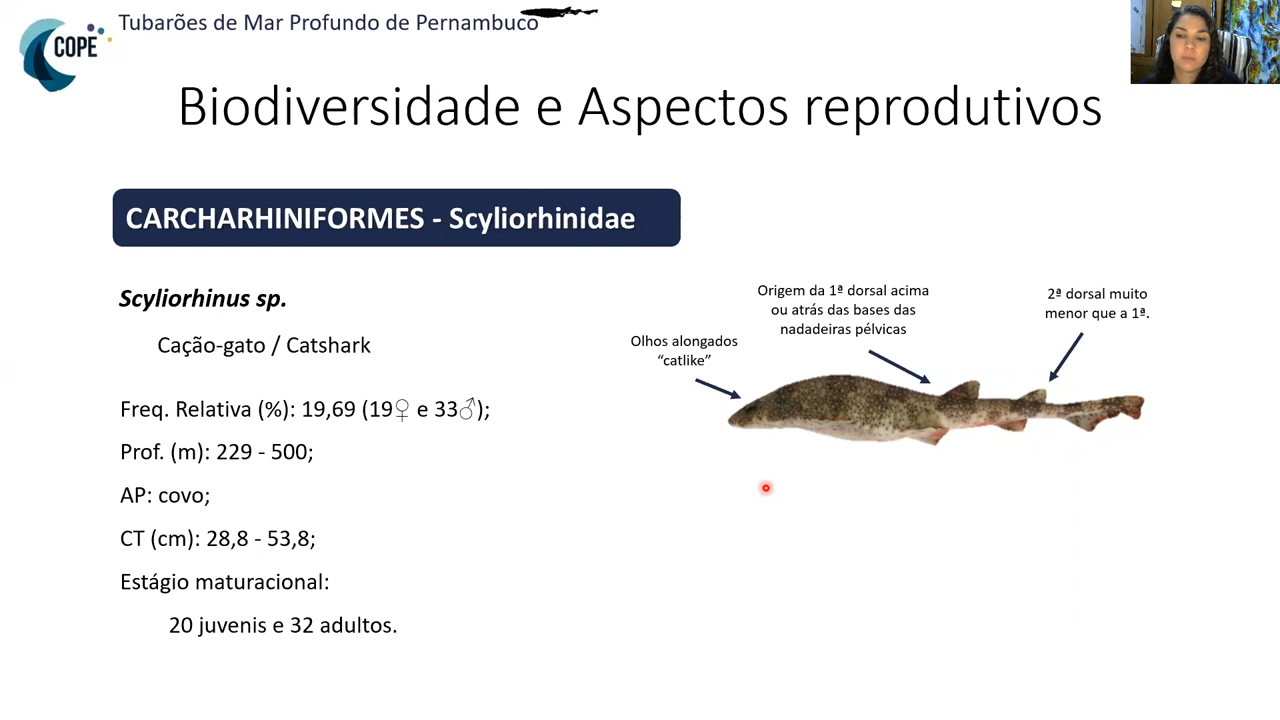 COPE
Tubarões de Mar Profundo de Pernambuco
Biodiversidade e Aspectos reprodutivos
CARCHARHINIFORMES - Scyliorhinidae
Scyliorhinus sp.
Cação-gato / Catshark
Freq. Relativa (%): 19,69 (19♀ e 33♂);
Prof. (m): 229 - 500;
AP: covo;
CT (cm): 28,8 - 53,8;
Estágio maturacional:
20 juvenis e 32 adultos.
Olhos alongados
“catlike”
Origem da 1ª dorsal acima
ou atrás das bases das
nadadeiras pélvicas
2ª dorsal muito
menor que a 1ª.